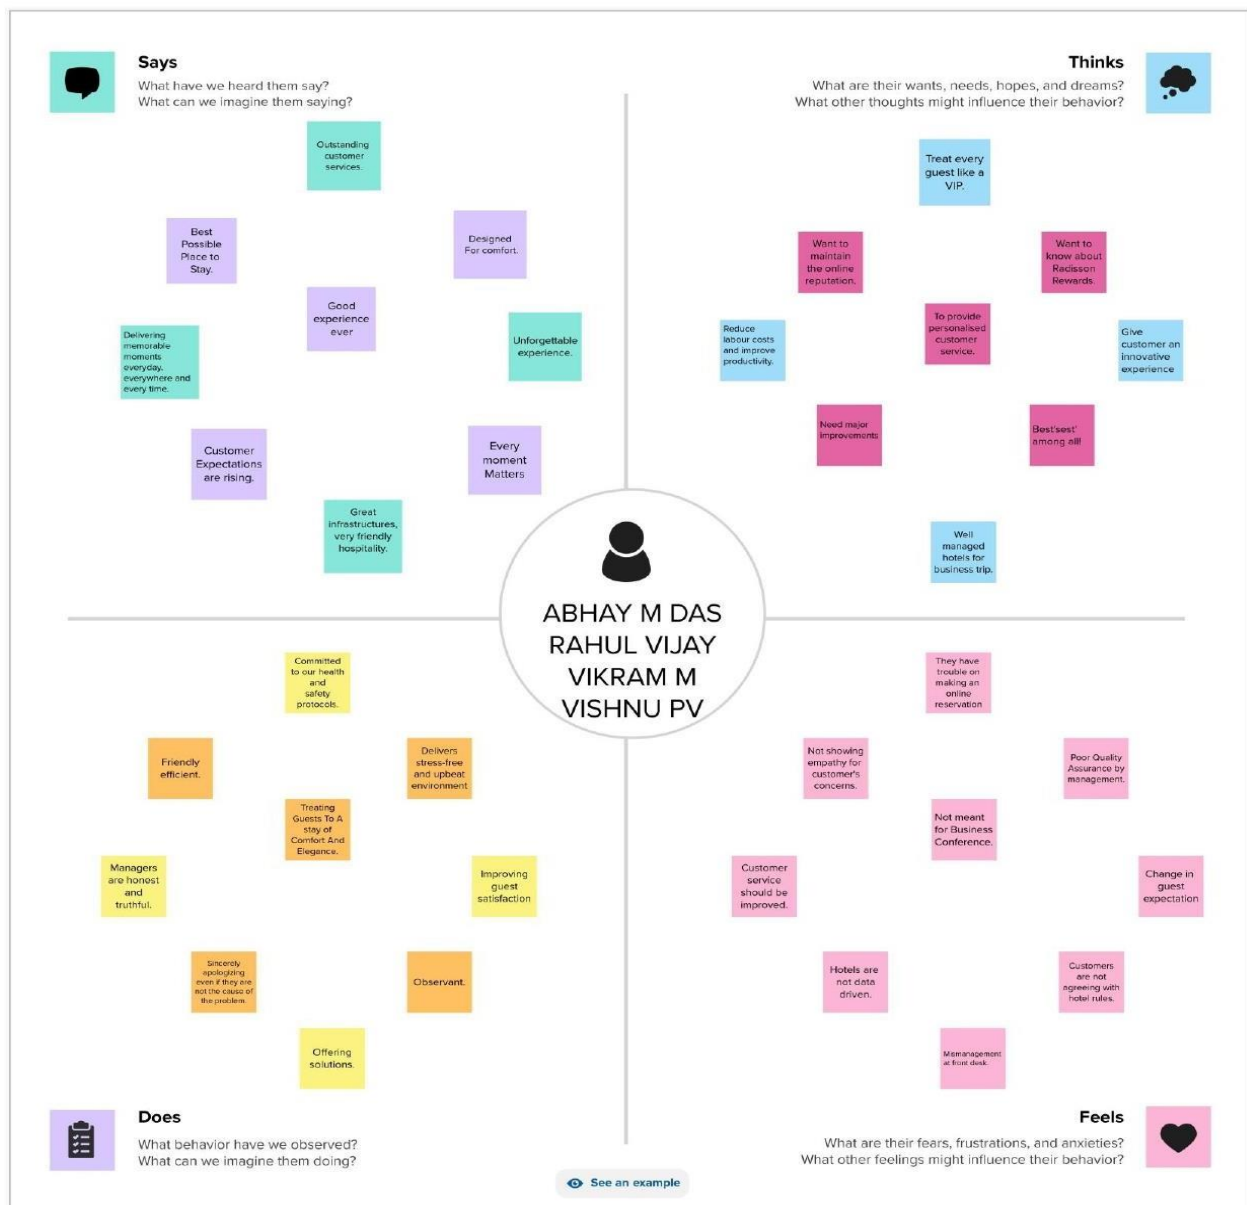 Says
What have we heard them say?
What can we imagine them saying?
Outstanding
customer
services.
Best
Possible
Place to
Stay.
Designed
For comfort.
Good
experience
ever
Delivering
memorable
moments
everyday,
everywhere and
every time.
Unforgettable
experience.
Customer
Expectations
are rising.
Every
moment
Matters
Great
infrastructures,
very friendly
hospitality.
Thinks
What are their wants, needs, hopes, and dreams?
What other thoughts might influence their behavior?
Treat every
guest like a
VIP.
Want to
maintain
the online
reputation.
Want to
know about
Radisson
Rewards.
To provide
personalised
customer
service.
Reduce
labour costs
and improve
productivity.
Give
customer an
innovative
experience
Need major
improvements
Best'sest'
among all!
Well
managed
hotels for
business trip.
ABHAY M DAS
RAHUL VIJAY
VIKRAM M
VISHNU PV
Committed
to our health
and
safety
protocols.
Friendly
efficient.
Delivers
stress-free
and upbeat
environment
Treating
Guests To A
stay of
Comfort And
Elegance.
Managers
are honest
and
truthful.
Improving
guest
satisfaction
Sincerely
apologizing
even if they are
not the cause of
the problem.
Observant.
Offering
solutions.
Does
What behavior have we observed?
What can we imagine them doing?
They have
trouble on
making an
online
reservation
Not showing
empathy for
customer's
concerns.
Poor Quality
Assurance by
management.
Not meant
for Business
Conference.
Customer
service
should be
improved.
Change in
guest
expectation
Hotels are
not data
driven.
Customers
are not
agreeing with
hotel rules.
Mismanagement
at front desk.
Feels
What are their fears, frustrations, and anxieties?
What other feelings might influence their behavior?
See an example